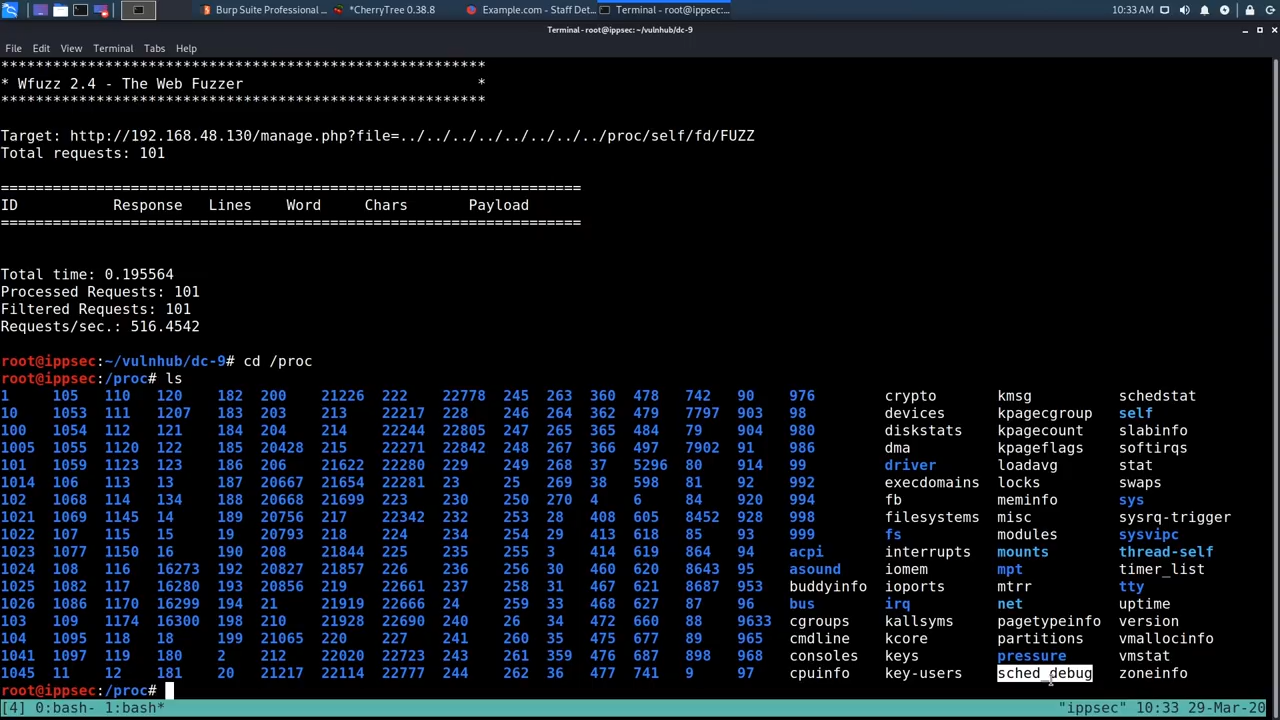 Burp Suite Professional ... *CherryTree 0.38.8 Example.com - Staff Det... Terminal - root@ippsec:... 10:33 AM
Terminal - root@ippsec: ~/vulnhub/dc-9
File Edit View Terminal Tabs Help
********************************************************
* Wfuzz 2.4 - The Web Fuzzer                           *
********************************************************
Target: http://192.168.48.130/manage.php?file=../../../../../../../../proc/self/fd/FUZZ
Total requests: 101
===================================================================
ID Response Lines Word Chars Payload
===================================================================
Total time: 0.195564
Processed Requests: 101
Filtered Requests: 101
Requests/sec.: 516.4542
root@ippsec:~/vulnhub/dc-9# cd /proc
root@ippsec:/proc# ls
1 105 110 120 182 200 21226 222 22778 245 263 360 478 742 90 976 crypto kmsg schedstat
10 1053 111 1207 183 203 213 22217 228 246 264 362 479 7797 903 98 devices kpagecgroup self
100 1054 112 121 184 204 214 22244 22805 247 265 365 484 79 904 980 diskstats kpagecount slabinfo
1005 1055 1120 122 185 20428 215 22271 22842 248 267 366 497 7902 91 986 dma kpageflags softirqs
101 1059 1123 123 186 206 21622 22280 229 249 268 37 5296 80 914 99 driver loadavg stat
1014 106 113 13 187 20667 21654 22281 23 25 269 38 598 81 92 992 execdomains locks swaps
102 1068 114 134 188 20668 21699 223 230 250 270 4 6 84 920 994 fb meminfo sys
1021 1069 1145 14 189 20756 217 22342 232 253 28 408 605 8452 928 998 filesystems misc sysrq-trigger
1022 107 115 15 19 20793 218 224 234 254 29 413 618 85 93 999 fs modules sysvipc
1023 1077 1150 16 190 208 21844 225 235 255 3 414 619 864 94 acpi interrupts mounts thread-self
1024 108 116 16273 192 20827 21857 226 236 256 30 460 620 8643 95 asound iomem mpt timer_list
1025 1082 117 16280 193 20856 219 22661 237 258 31 467 621 8687 953 buddyinfo ioports mtrr tty
1026 1086 1170 16299 194 21 21919 22666 24 259 33 468 627 87 96 bus irq net uptime
103 109 1174 16300 198 210 21928 22690 240 26 34 472 660 88 9633 cgroups kallsyms pagetypeinfo version
104 1095 118 18 199 21065 220 227 241 260 35 475 677 89 965 cmdline kcore partitions vmallocinfo
1041 1097 119 180 2 212 22020 22723 243 261 359 476 687 898 968 consoles keys pressure vmstat
1045 11 12 181 20 21217 22114 22777 244 262 36 477 741 9 97 cpuinfo key-users sched_debug zoneinfo
root@ippsec:/proc#
[4] 0:bash- 1:bash* "ippsec" 10:33 29-Mar-20